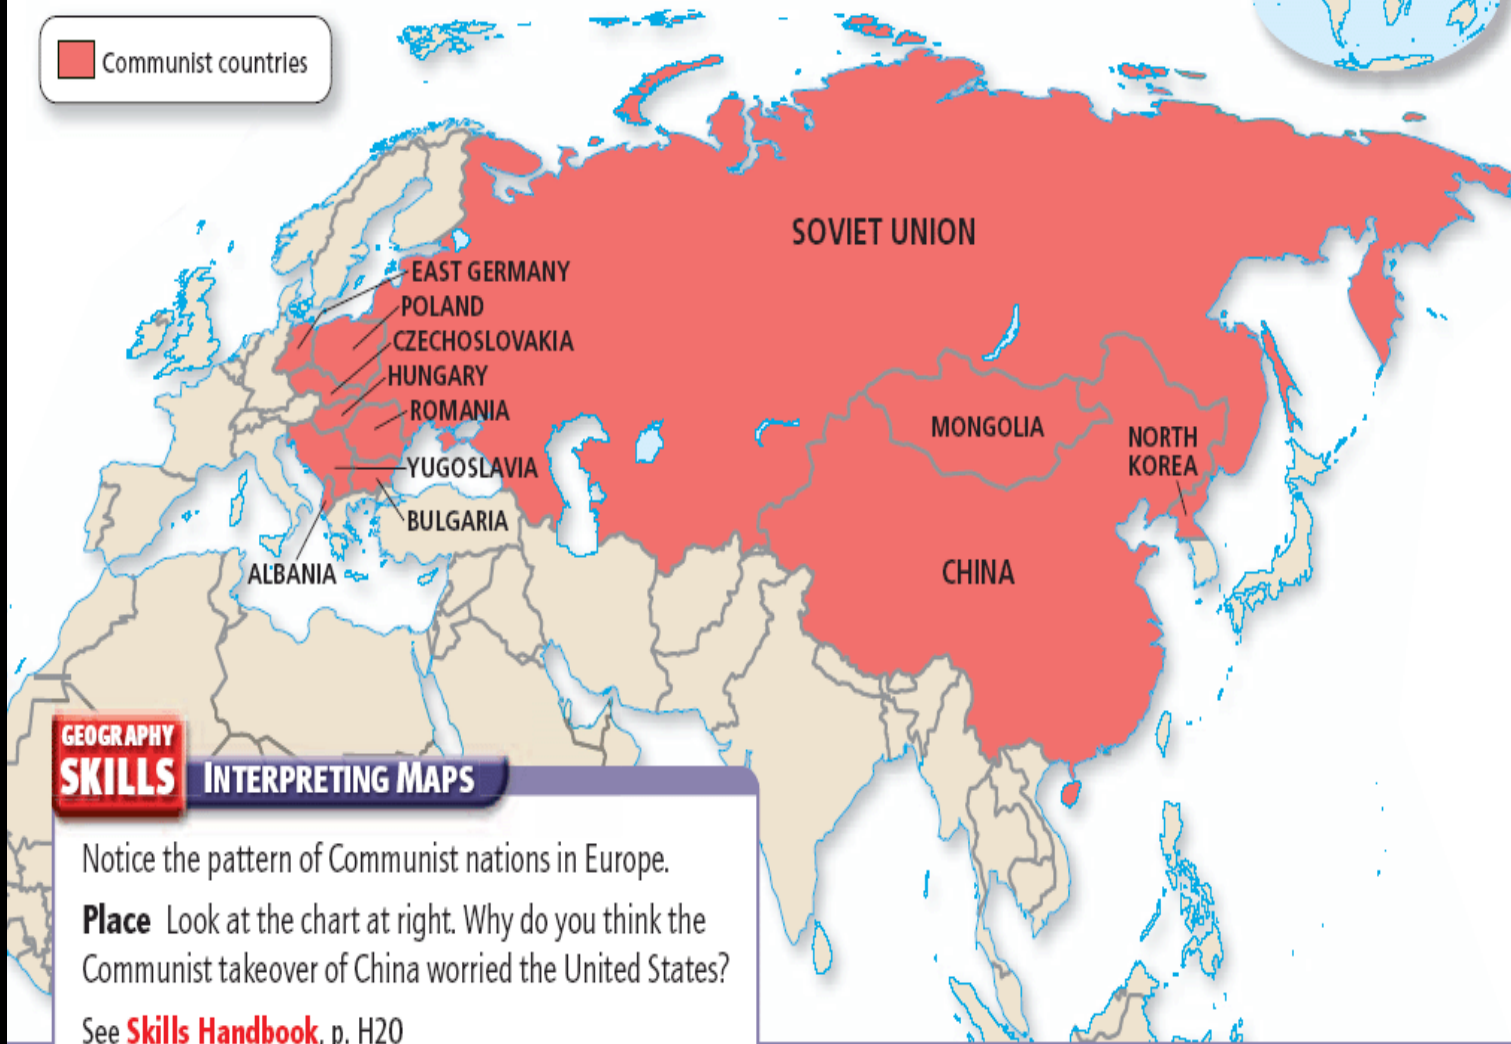 Communist countries
SOVIET UNION
EAST GERMANY
POLAND
CZECHOSLOVAKIA
HUNGARY
ROMANIA
YUGOSLAVIA
BULGARIA
ALBANIA
MONGOLIA
NORTH
KOREA
CHINA
GEOGRAPHY
SKILLS
INTERPRETING MAPS
Notice the pattern of Communist nations in Europe.
Place Look at the chart at right. Why do you think the
Communist takeover of China worried the United States?
See Skills Handbook, p. H20